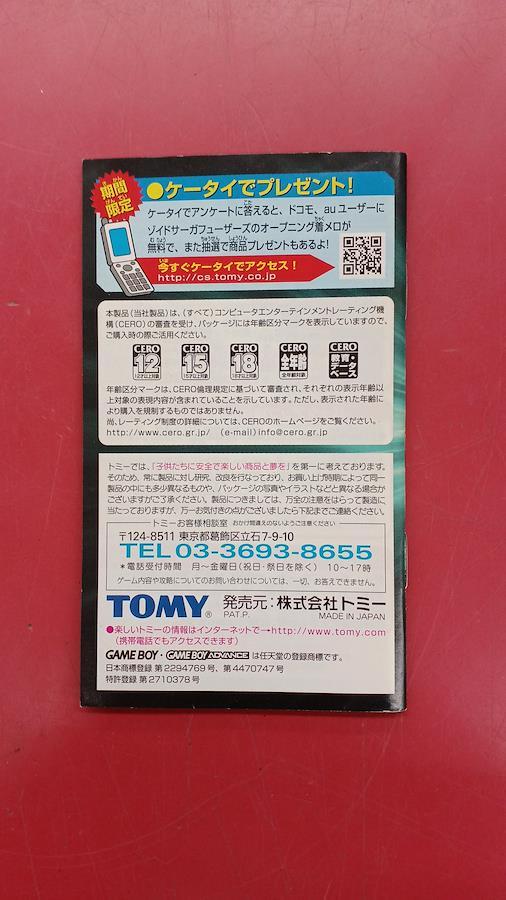 期間
限定
●ケータイでプレゼント!
ケータイでアンケートに答えると、ドコモ、auユーザーに
ゾイドサーガフューザーズのオープニング着メロが
無料で、また抽選で商品プレゼントもあるよ!
今すぐケータイでアクセス!
http://cs.tomy.co.jp
本製品(当社製品)は、(すべて)コンピュータエンターテインメントレーティング機
構(CERO)の審査を受け、パッケージには年齢区分マークを表示していますので、
ご購入時の際ご活用ください。
CERO CERO CERO CERO CERO
12 15 18 全年齢 教育・データベース
12才以上対象 15才以上対象 18才以上対象 全年齢対象
年齢区分マークは、CERO倫理規定に基づいて審査され、それぞれの表示年齢以
上対象の表現内容が含まれていることを示しています。ただし、表示された年齢によ
り購入を規制するものではありません。
尚、レーティング制度の詳細については、CEROのホームページをご覧ください。
http://www.cero.gr.jp/ (e-mail)info@cero.gr.jp
トミーでは、「子供たちに安全で楽しい商品と夢を」を第一に考えております。
そのため、常に製品に対し研究、改良を行なっており、お買い上げ時期によって同一
製品の中にも多少異なるものや、パッケージの写真やイラストなどと異なる場合が
ございますがご了承ください。製品につきましては、万全の注意をはらって製造に
当たっておりますが、万一お気付きの点がございましたら下記までご連絡ください。
トミーお客様相談室 おかけ間違えのないようご注意ください
〒124-8511 東京都葛飾区立石7-9-10
TEL 03-3693-8655
*電話受付時間 月~金曜日(祝日・祭日を除く) 10~17時
ゲーム内容や攻略についてのお問い合わせについては、一切、お答えできません。
TOMY® 発売元:株式会社トミー
PAT.P. MADE IN JAPAN
●楽しいトミーの情報はインターネットで→http://www.tomy.com
(携帯電話でもアクセスできます)
GAME BOY・GAME BOY ADVANCE は任天堂の登録商標です。
日本商標登録 第2294769号、第4470747号
特許登録 第2710378号